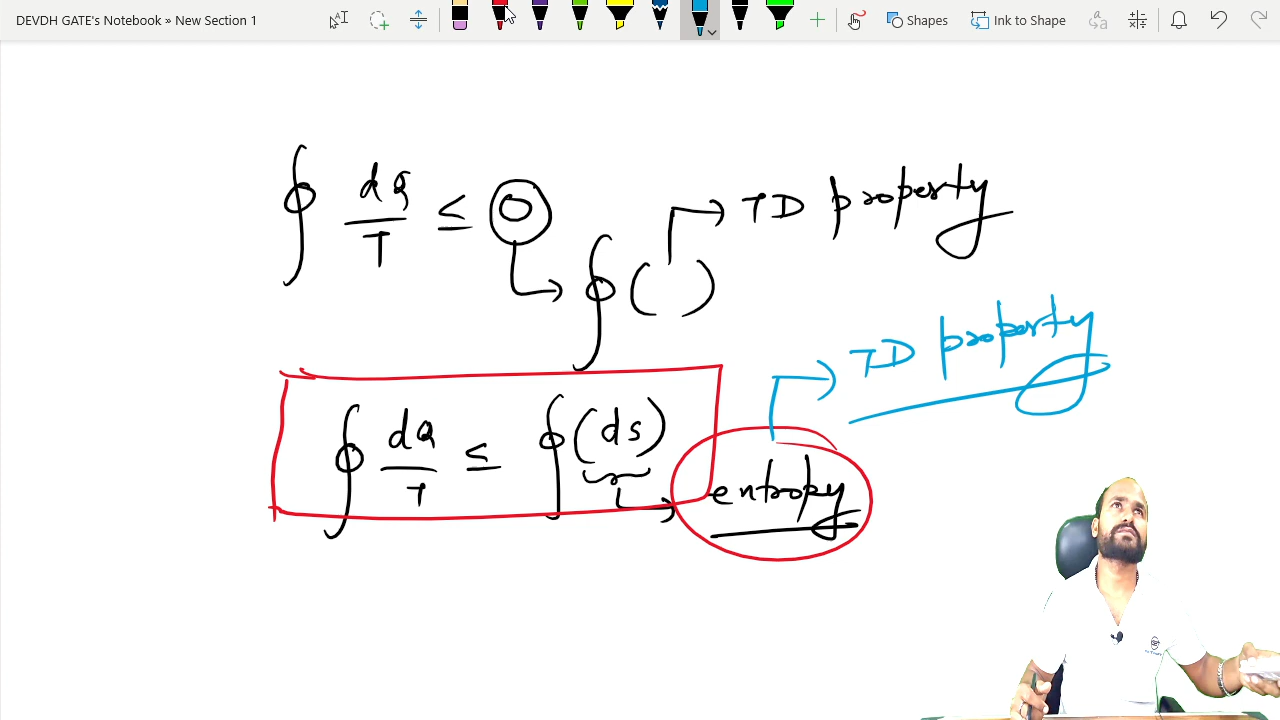 DEVDH GATE's Notebook » New Section 1
Shapes
Ink to Shape
∮ dQ/T ≤ 0
→ ∮ ( ) → TD property
∮ dQ/T ≤ ∮ (ds)
→ entropy → TD property